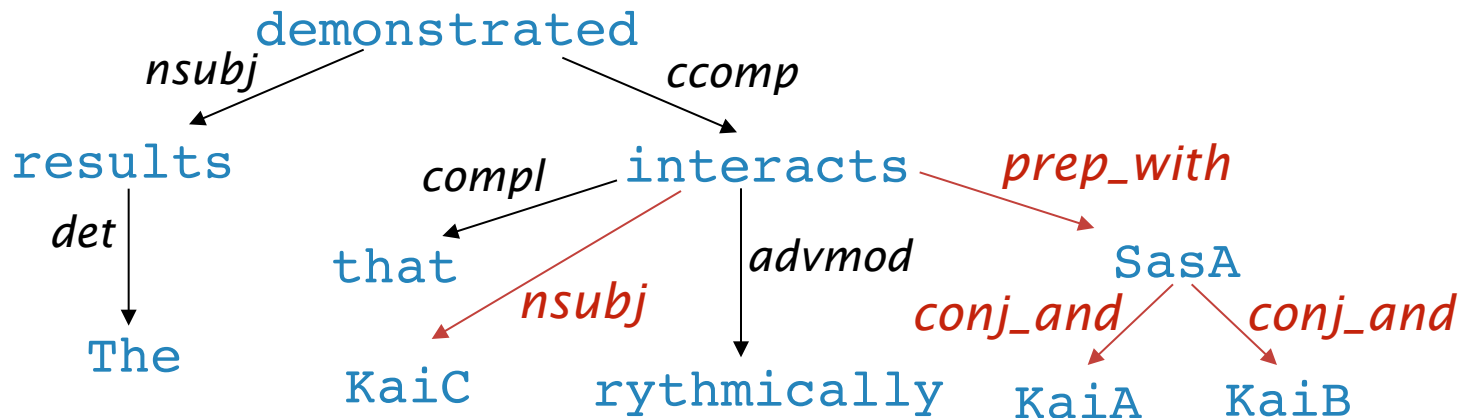 demonstrated
nsubj ccomp
results interacts prep_with
compl
det that advmod SasA
nsubj conj_and conj_and
The KaiC rythmically KaiA KaiB